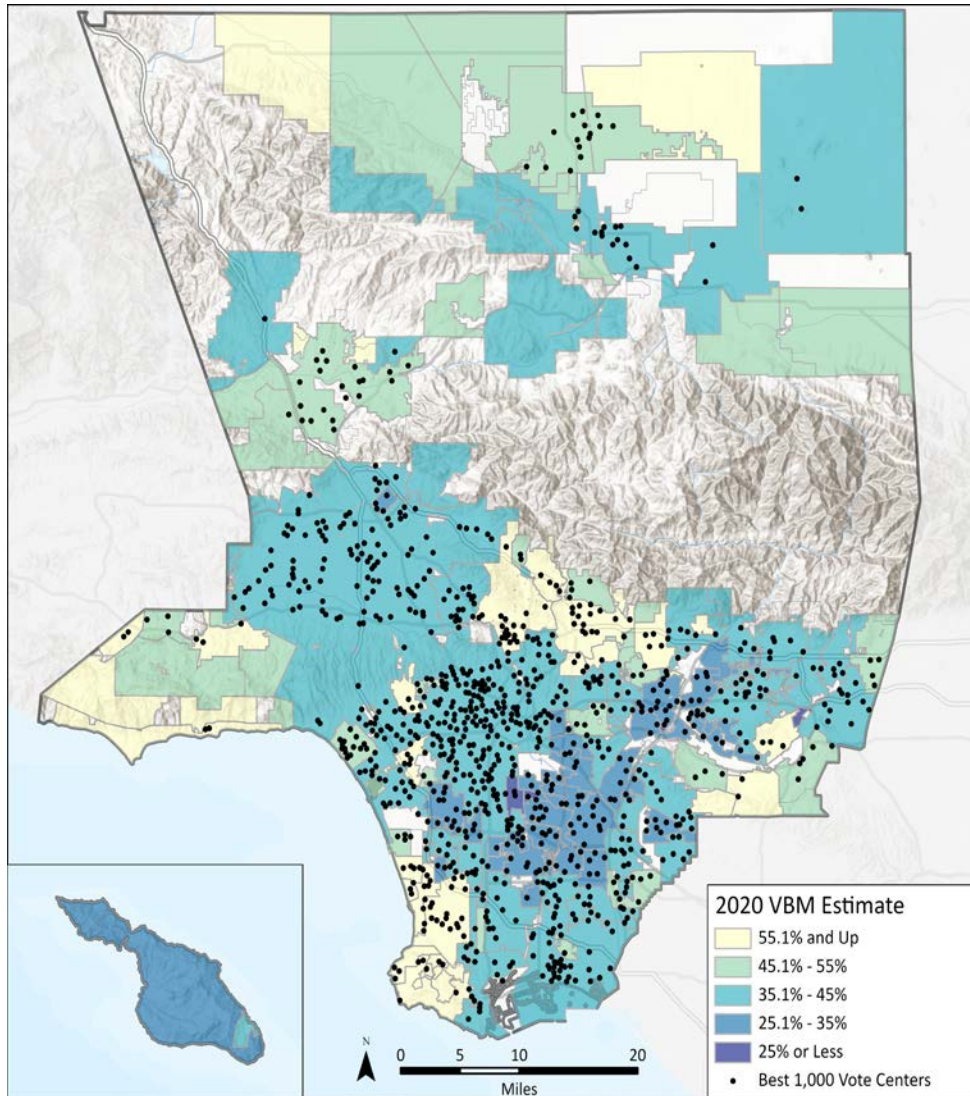 2020 VBM Estimate
55.1% and Up
45.1% - 55%
35.1% - 45%
25.1% - 35%
25% or Less
Best 1,000 Vote Centers
N
0 5 10 20
Miles